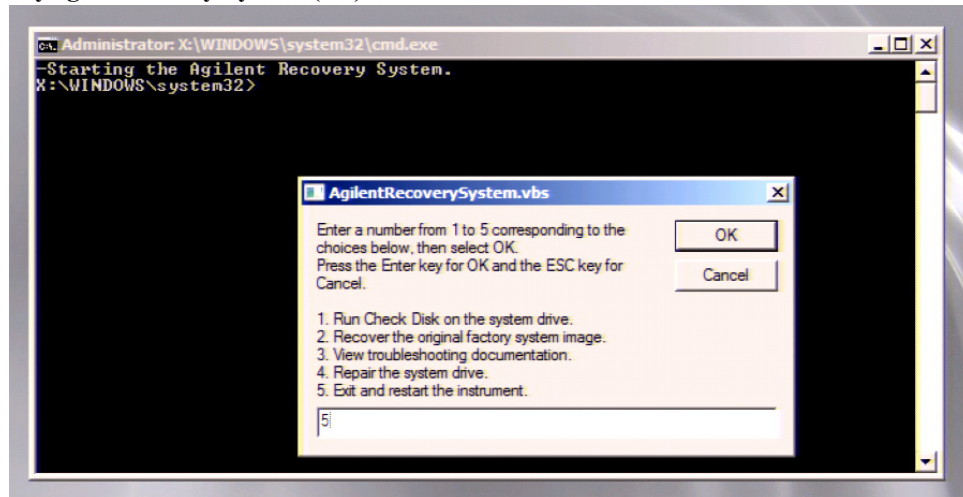 Administrator: X:\WINDOWS\system32\cmd.exe
-Starting the Agilent Recovery System.
X:\WINDOWS\system32>
AgilentRecoverySystem.vbs
Enter a number from 1 to 5 corresponding to the
choices below, then select OK.
Press the Enter key for OK and the ESC key for
Cancel.
OK
Cancel
1. Run Check Disk on the system drive.
2. Recover the original factory system image.
3. View troubleshooting documentation.
4. Repair the system drive.
5. Exit and restart the instrument.
5